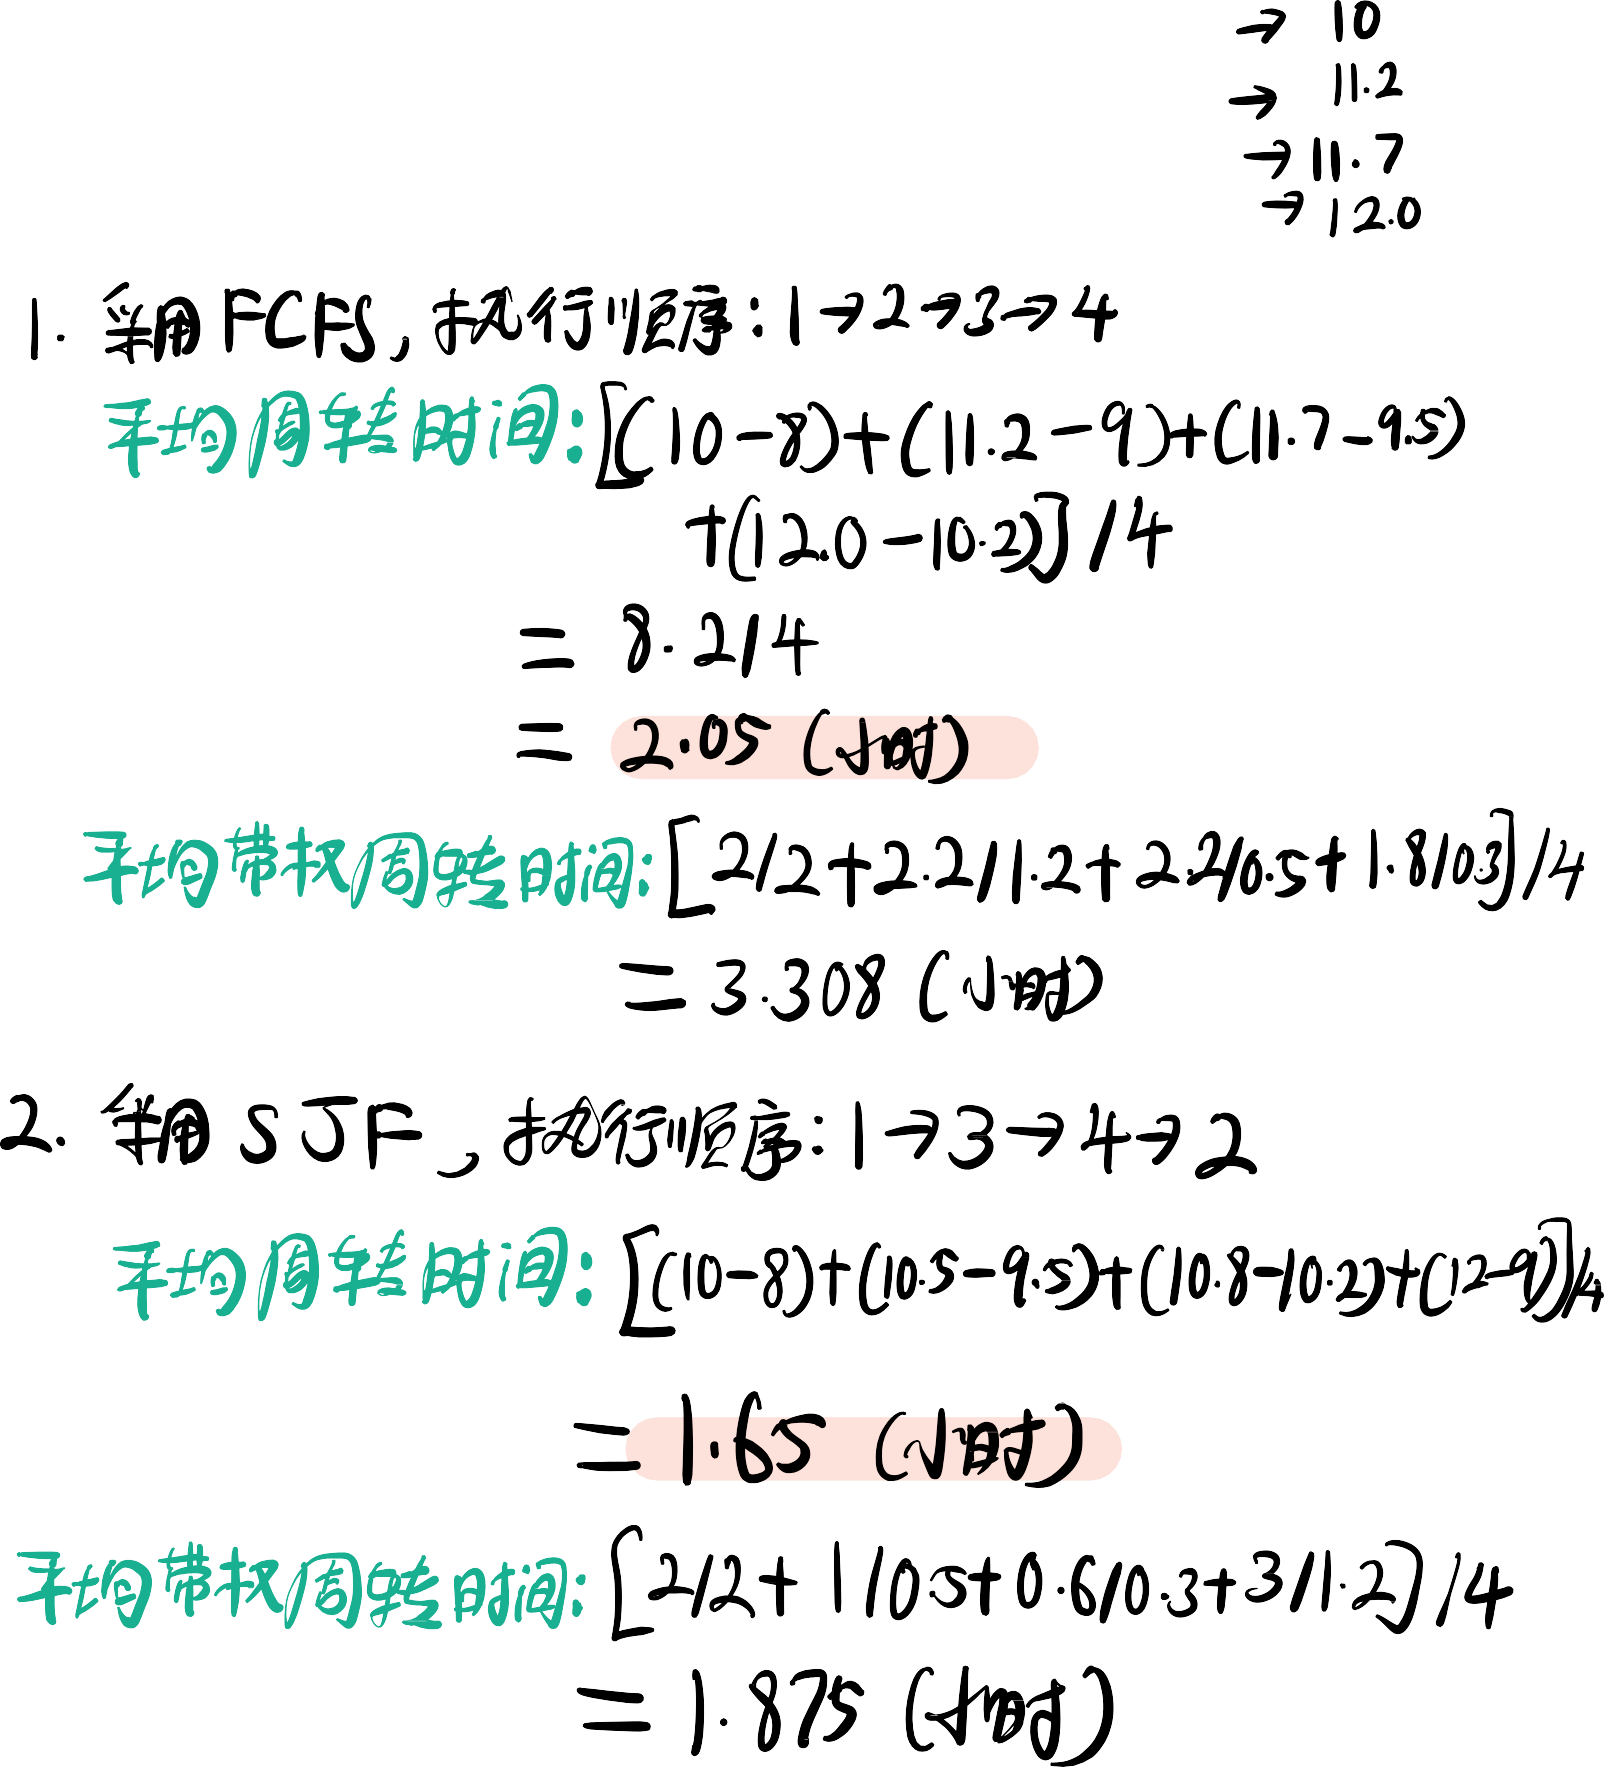 → 10
→ 11.2
→ 11.7
→ 12.0
1. 采用 FCFS, 执行顺序: 1→2→3→4
平均周转时间: [(10-8)+(11.2-9)+(11.7-9.5)
+(12.0-10.2)]/4
= 8.2/4
= 2.05 (小时)
平均带权周转时间: [2/2+2.2/1.2+2.2/0.5+1.8/0.3]/4
= 3.308 (小时)
2. 采用 SJF, 执行顺序: 1→3→4→2
平均周转时间: [(10-8)+(10.5-9.5)+(10.8-10.2)+(12-9)]/4
= 1.65 (小时)
平均带权周转时间: [2/2+1/0.5+0.6/0.3+3/1.2]/4
= 1.875 (小时)